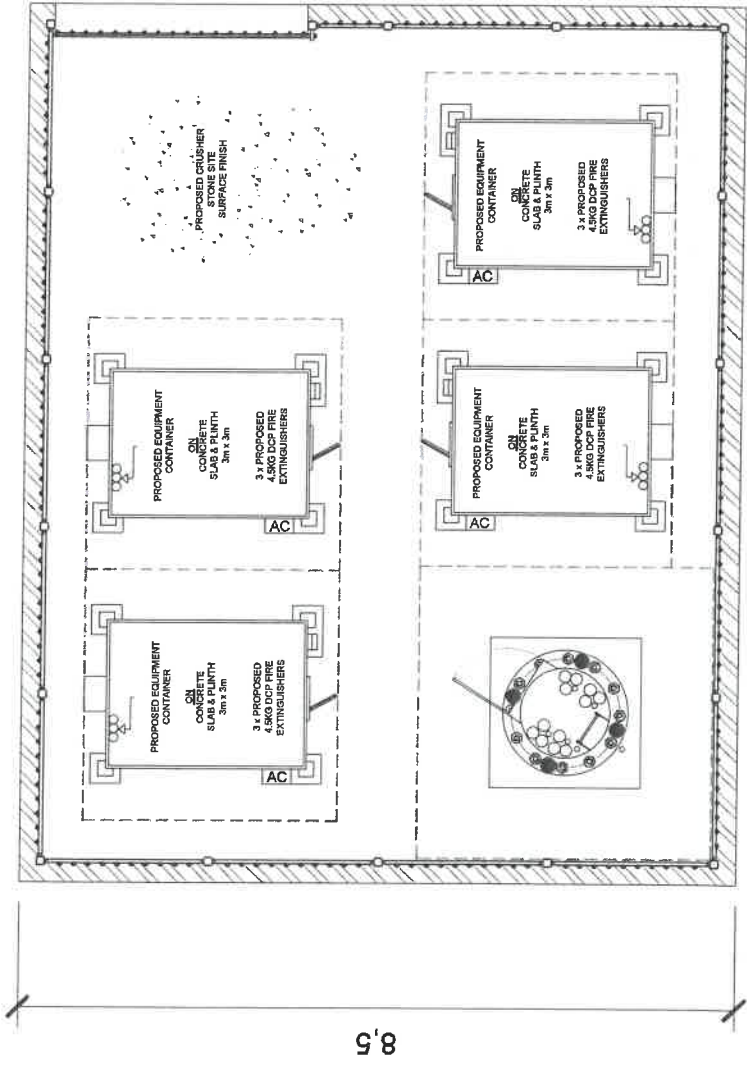 PROPOSED CRUSHER
STONE SITE
SURFACE FINISH
PROPOSED EQUIPMENT
CONTAINER
ON
CONCRETE
SLAB & PLINTH
3m x 3m
3 x PROPOSED
4.5KG DCP FIRE
EXTINGUISHERS
AC
PROPOSED EQUIPMENT
CONTAINER
ON
CONCRETE
SLAB & PLINTH
3m x 3m
3 x PROPOSED
4.5KG DCP FIRE
EXTINGUISHERS
AC
PROPOSED EQUIPMENT
CONTAINER
ON
CONCRETE
SLAB & PLINTH
3m x 3m
3 x PROPOSED
4.5KG DCP FIRE
EXTINGUISHERS
AC
PROPOSED EQUIPMENT
CONTAINER
ON
CONCRETE
SLAB & PLINTH
3m x 3m
3 x PROPOSED
4.5KG DCP FIRE
EXTINGUISHERS
AC
8,5